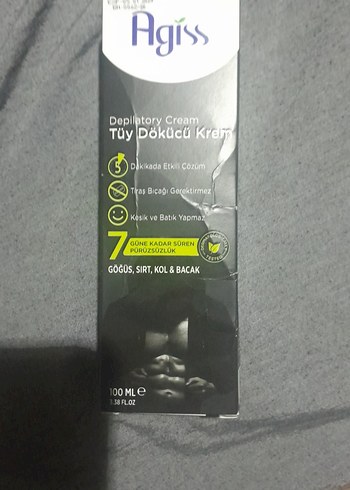 Agiss
Depilatory Cream
Tüy Dökücü Krem
5 Dakikada Etkili Çözüm
Tıraş Bıçağı Gerektirmez
Kesik ve Batık Yapmaz
7 GÜNE KADAR SÜREN
PÜRÜZSÜZLÜK
GÖĞÜS, SIRT, KOL & BACAK
100 ML e
3.38 FL.OZ